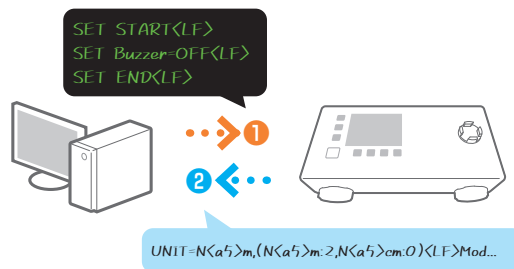 SET START<LF>
SET Buzzer=OFF<LF>
SET END<LF>
1
2
UNIT=N<a5>m,(N<a5>m:2,N<a5>cm:0)<LF>Mod...